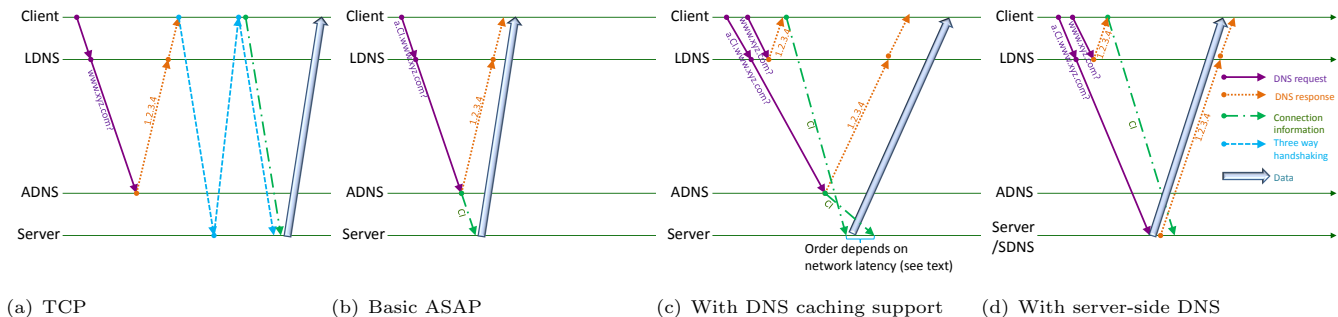 Client
LDNS
ADNS
Server
www.xyz.com?
1.2.3.4
(a) TCP
Client
LDNS
ADNS
Server
a.CI.www.xyz.com?
1.2.3.4
CI
(b) Basic ASAP
Client
LDNS
ADNS
Server
www.xyz.com?
a.CI.www.xyz.com?
1.2.3.4
CI
1.2.3.4
CI
Order depends on
network latency (see text)
(c) With DNS caching support
Client
LDNS
ADNS
Server
/SDNS
www.xyz.com?
a.CI.www.xyz.com?
1.2.3.4
CI
1.2.3.4
DNS request
DNS response
Connection
information
Three way
handshaking
Data
(d) With server-side DNS